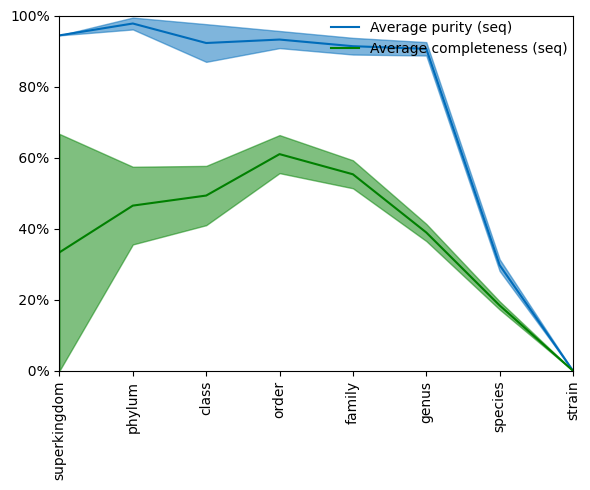 100%
80%
60%
40%
20%
0%
Average purity (seq)
Average completeness (seq)
superkingdom
phylum
class
order
family
genus
species
strain